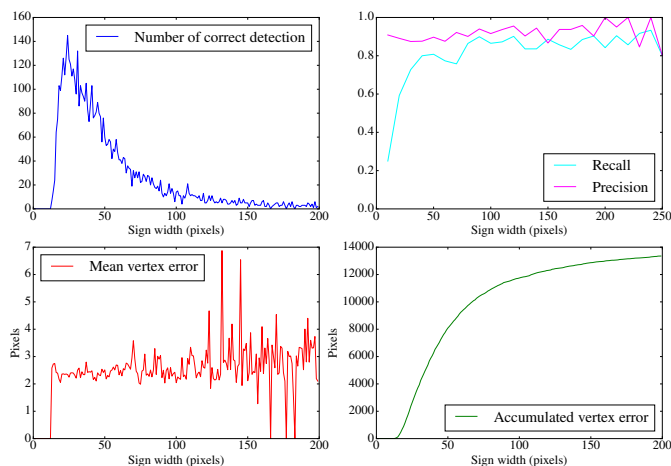 160
140
120
100
80
60
40
20
0
0 50 100 150 200
Sign width (pixels)
Number of correct detection
1.0
0.8
0.6
0.4
0.2
0.0
0 50 100 150 200 250
Sign width (pixels)
Recall
Precision
7
6
5
4
3
2
1
0
Pixels
0 50 100 150 200
Sign width (pixels)
Mean vertex error
14000
12000
10000
8000
6000
4000
2000
0
Pixels
0 50 100 150 200
Sign width (pixels)
Accumulated vertex error